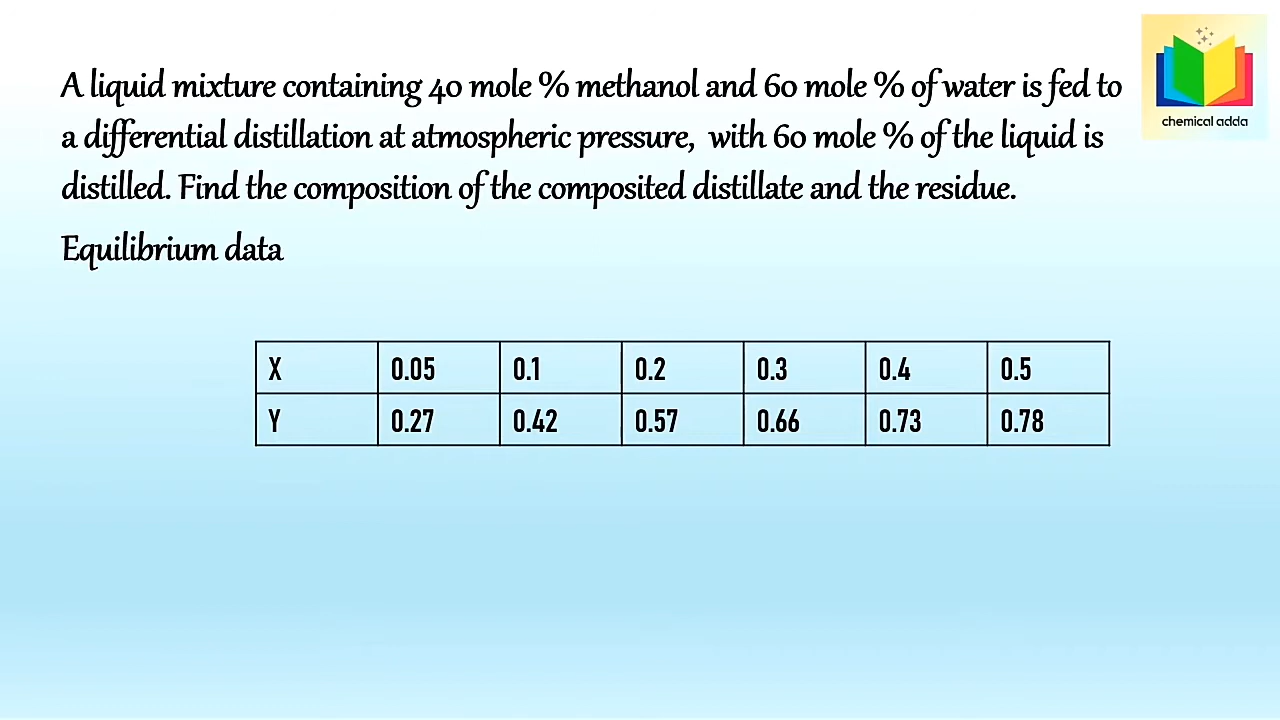 A liquid mixture containing 40 mole % methanol and 60 mole % of water is fed to
a differential distillation at atmospheric pressure, with 60 mole % of the liquid is
distilled. Find the composition of the composited distillate and the residue.
Equilibrium data
X 0.05 0.1 0.2 0.3 0.4 0.5
Y 0.27 0.42 0.57 0.66 0.73 0.78
chemical adda